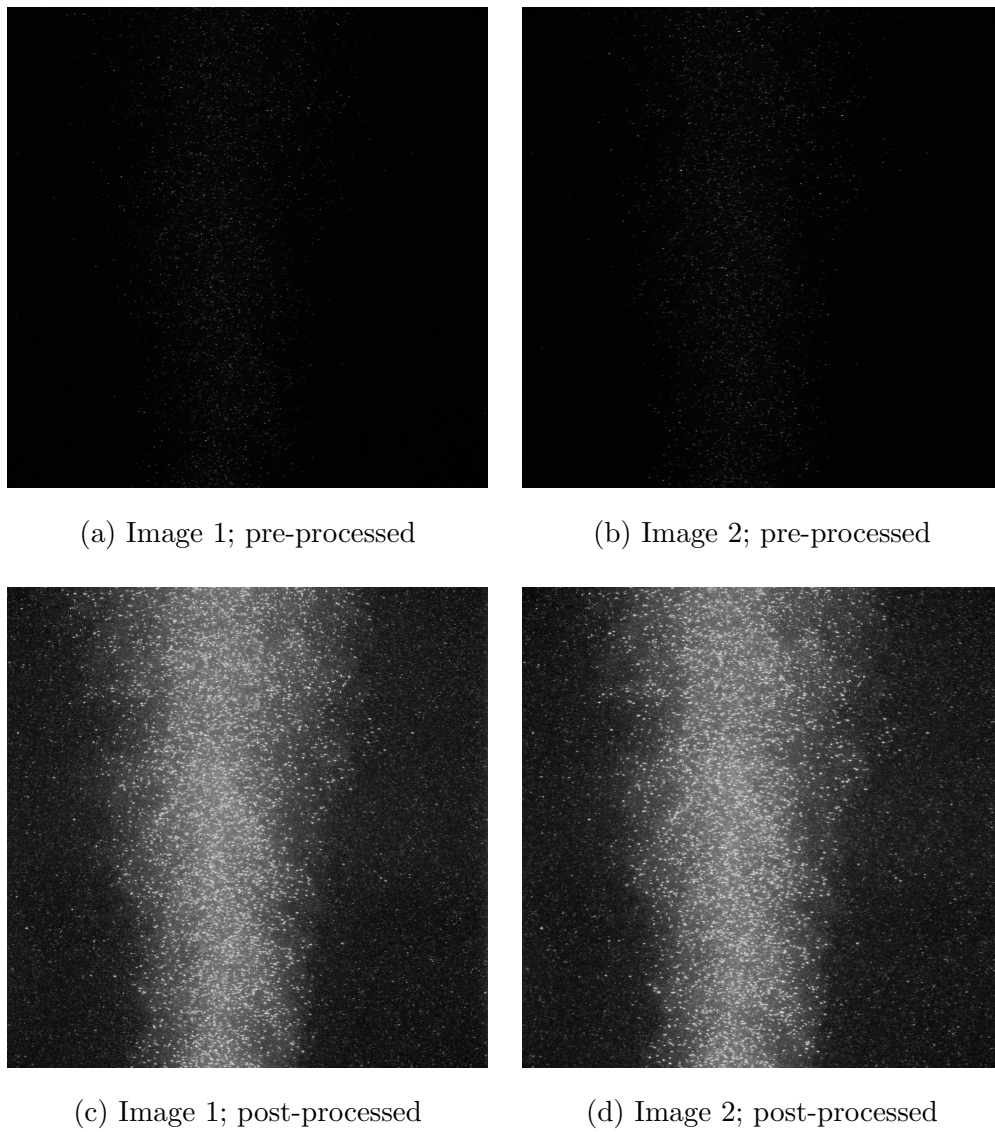 (a) Image 1; pre-processed
(b) Image 2; pre-processed
(c) Image 1; post-processed
(d) Image 2; post-processed